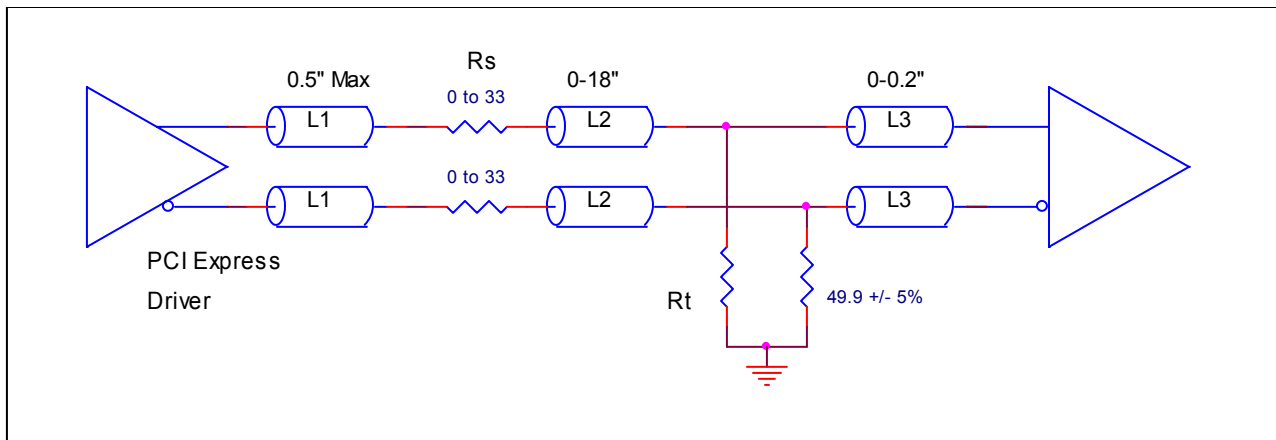 Rs
0.5" Max
0-18"
0-0.2"
0 to 33
L1
L2
L3
0 to 33
L1
L2
L3
PCI Express
Driver
Rt
49.9 +/- 5%